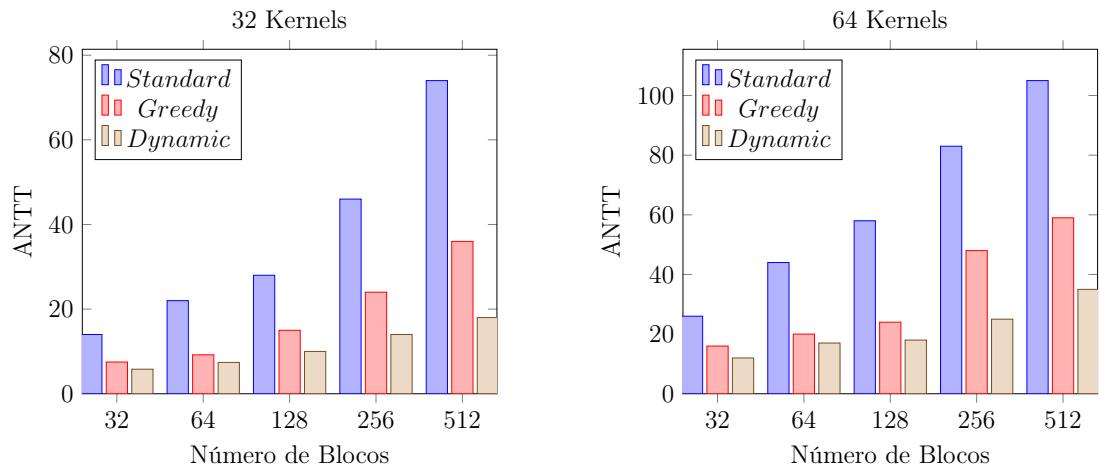 32 Kernels
80
60
40
20
0
ANTT
Standard
Greedy
Dynamic
32 64 128 256 512
Número de Blocos
64 Kernels
100
80
60
40
20
0
ANTT
Standard
Greedy
Dynamic
32 64 128 256 512
Número de Blocos